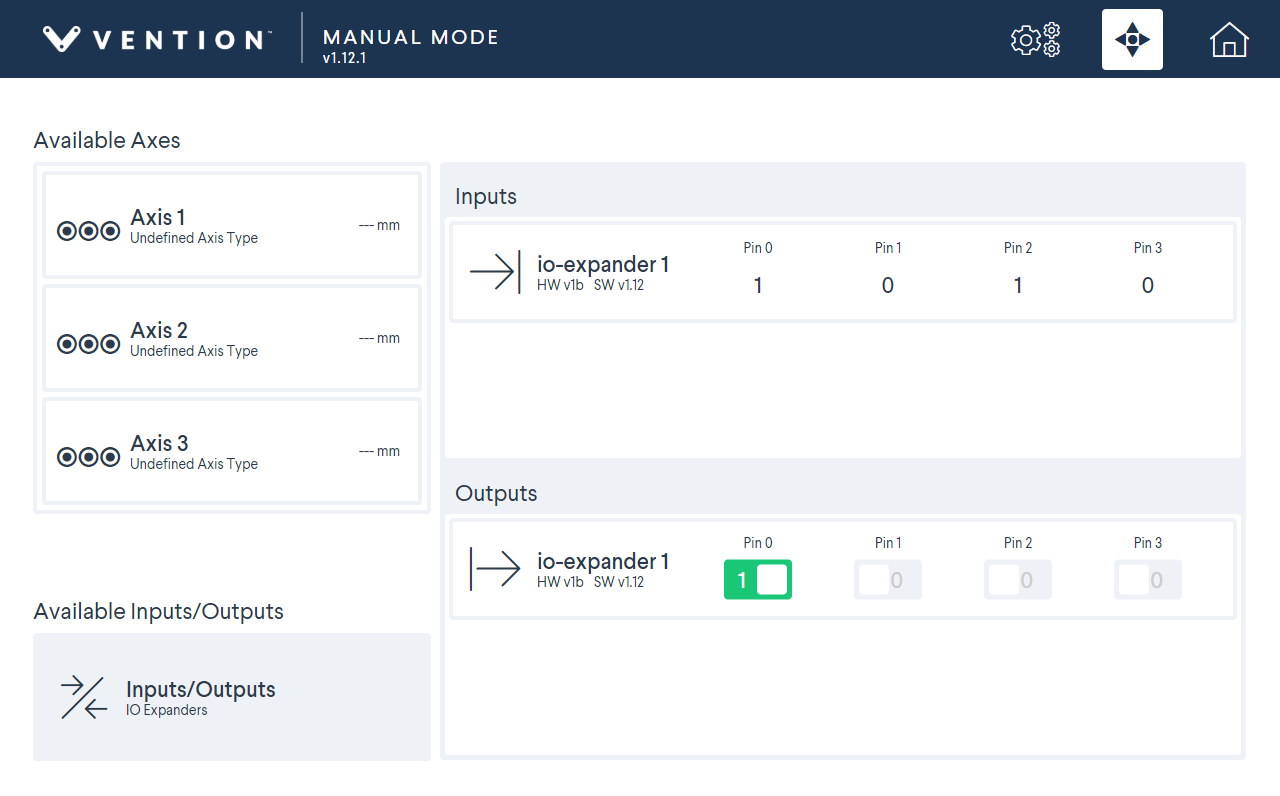 VENTION™
MANUAL MODE
v1.12.1
Available Axes
Axis 1
Undefined Axis Type
--- mm
Axis 2
Undefined Axis Type
--- mm
Axis 3
Undefined Axis Type
--- mm
Available Inputs/Outputs
Inputs/Outputs
IO Expanders
Inputs
io-expander 1
HW v1b SW v1.12
Pin 0 Pin 1 Pin 2 Pin 3
1 0 1 0
Outputs
io-expander 1
HW v1b SW v1.12
Pin 0 Pin 1 Pin 2 Pin 3
1 0 0 0